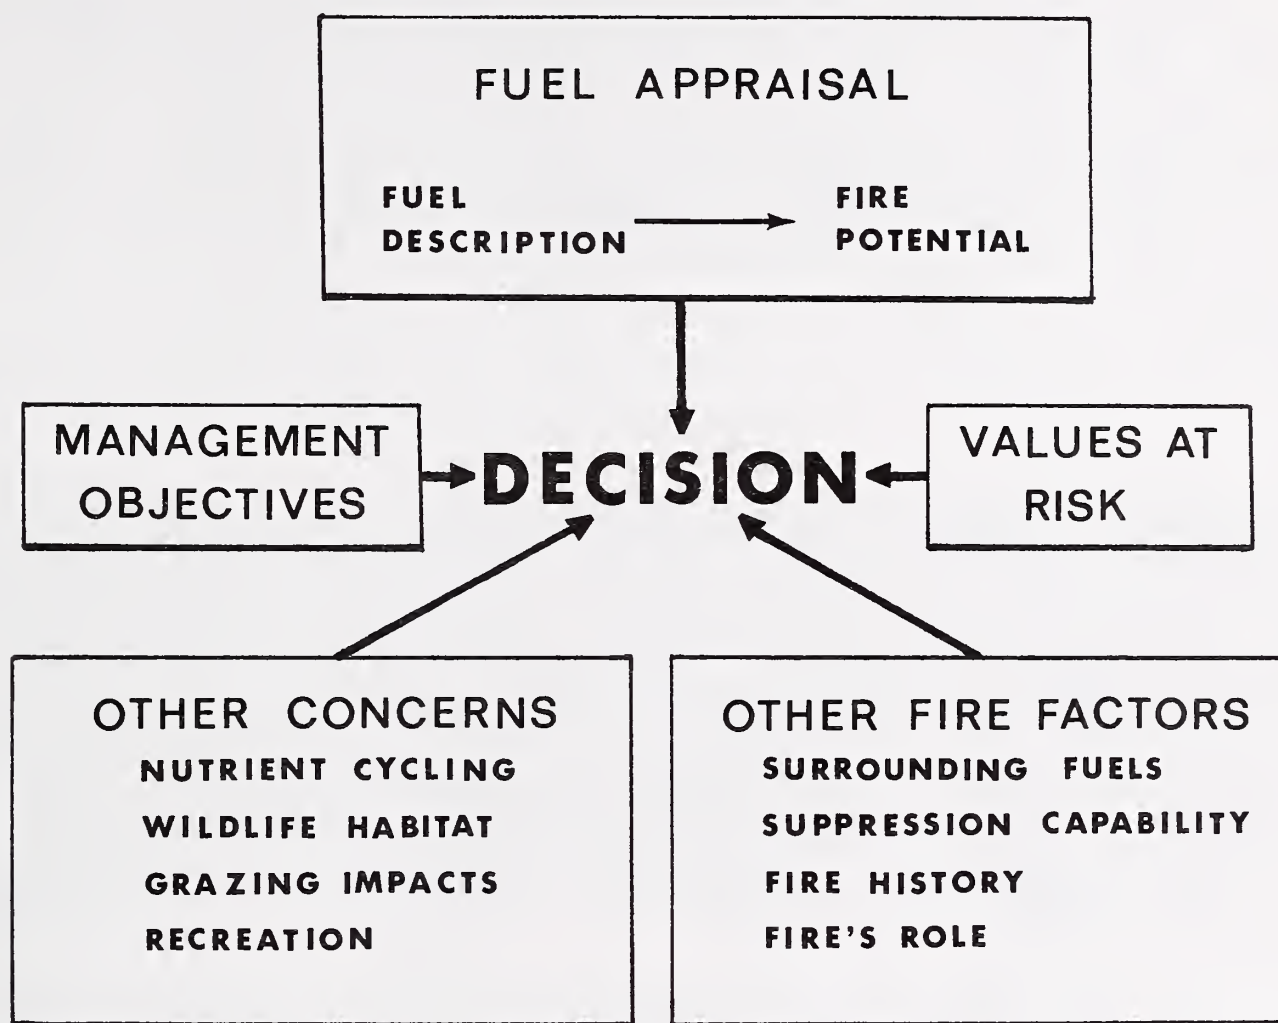 FUEL APPRAISAL
FUEL
DESCRIPTION
FIRE
POTENTIAL
MANAGEMENT
OBJECTIVES
DECISION
VALUES AT
RISK
OTHER CONCERNS
NUTRIENT CYCLING
WILDLIFE HABITAT
GRAZING IMPACTS
RECREATION
OTHER FIRE FACTORS
SURROUNDING FUELS
SUPPRESSION CAPABILITY
FIRE HISTORY
FIRE'S ROLE